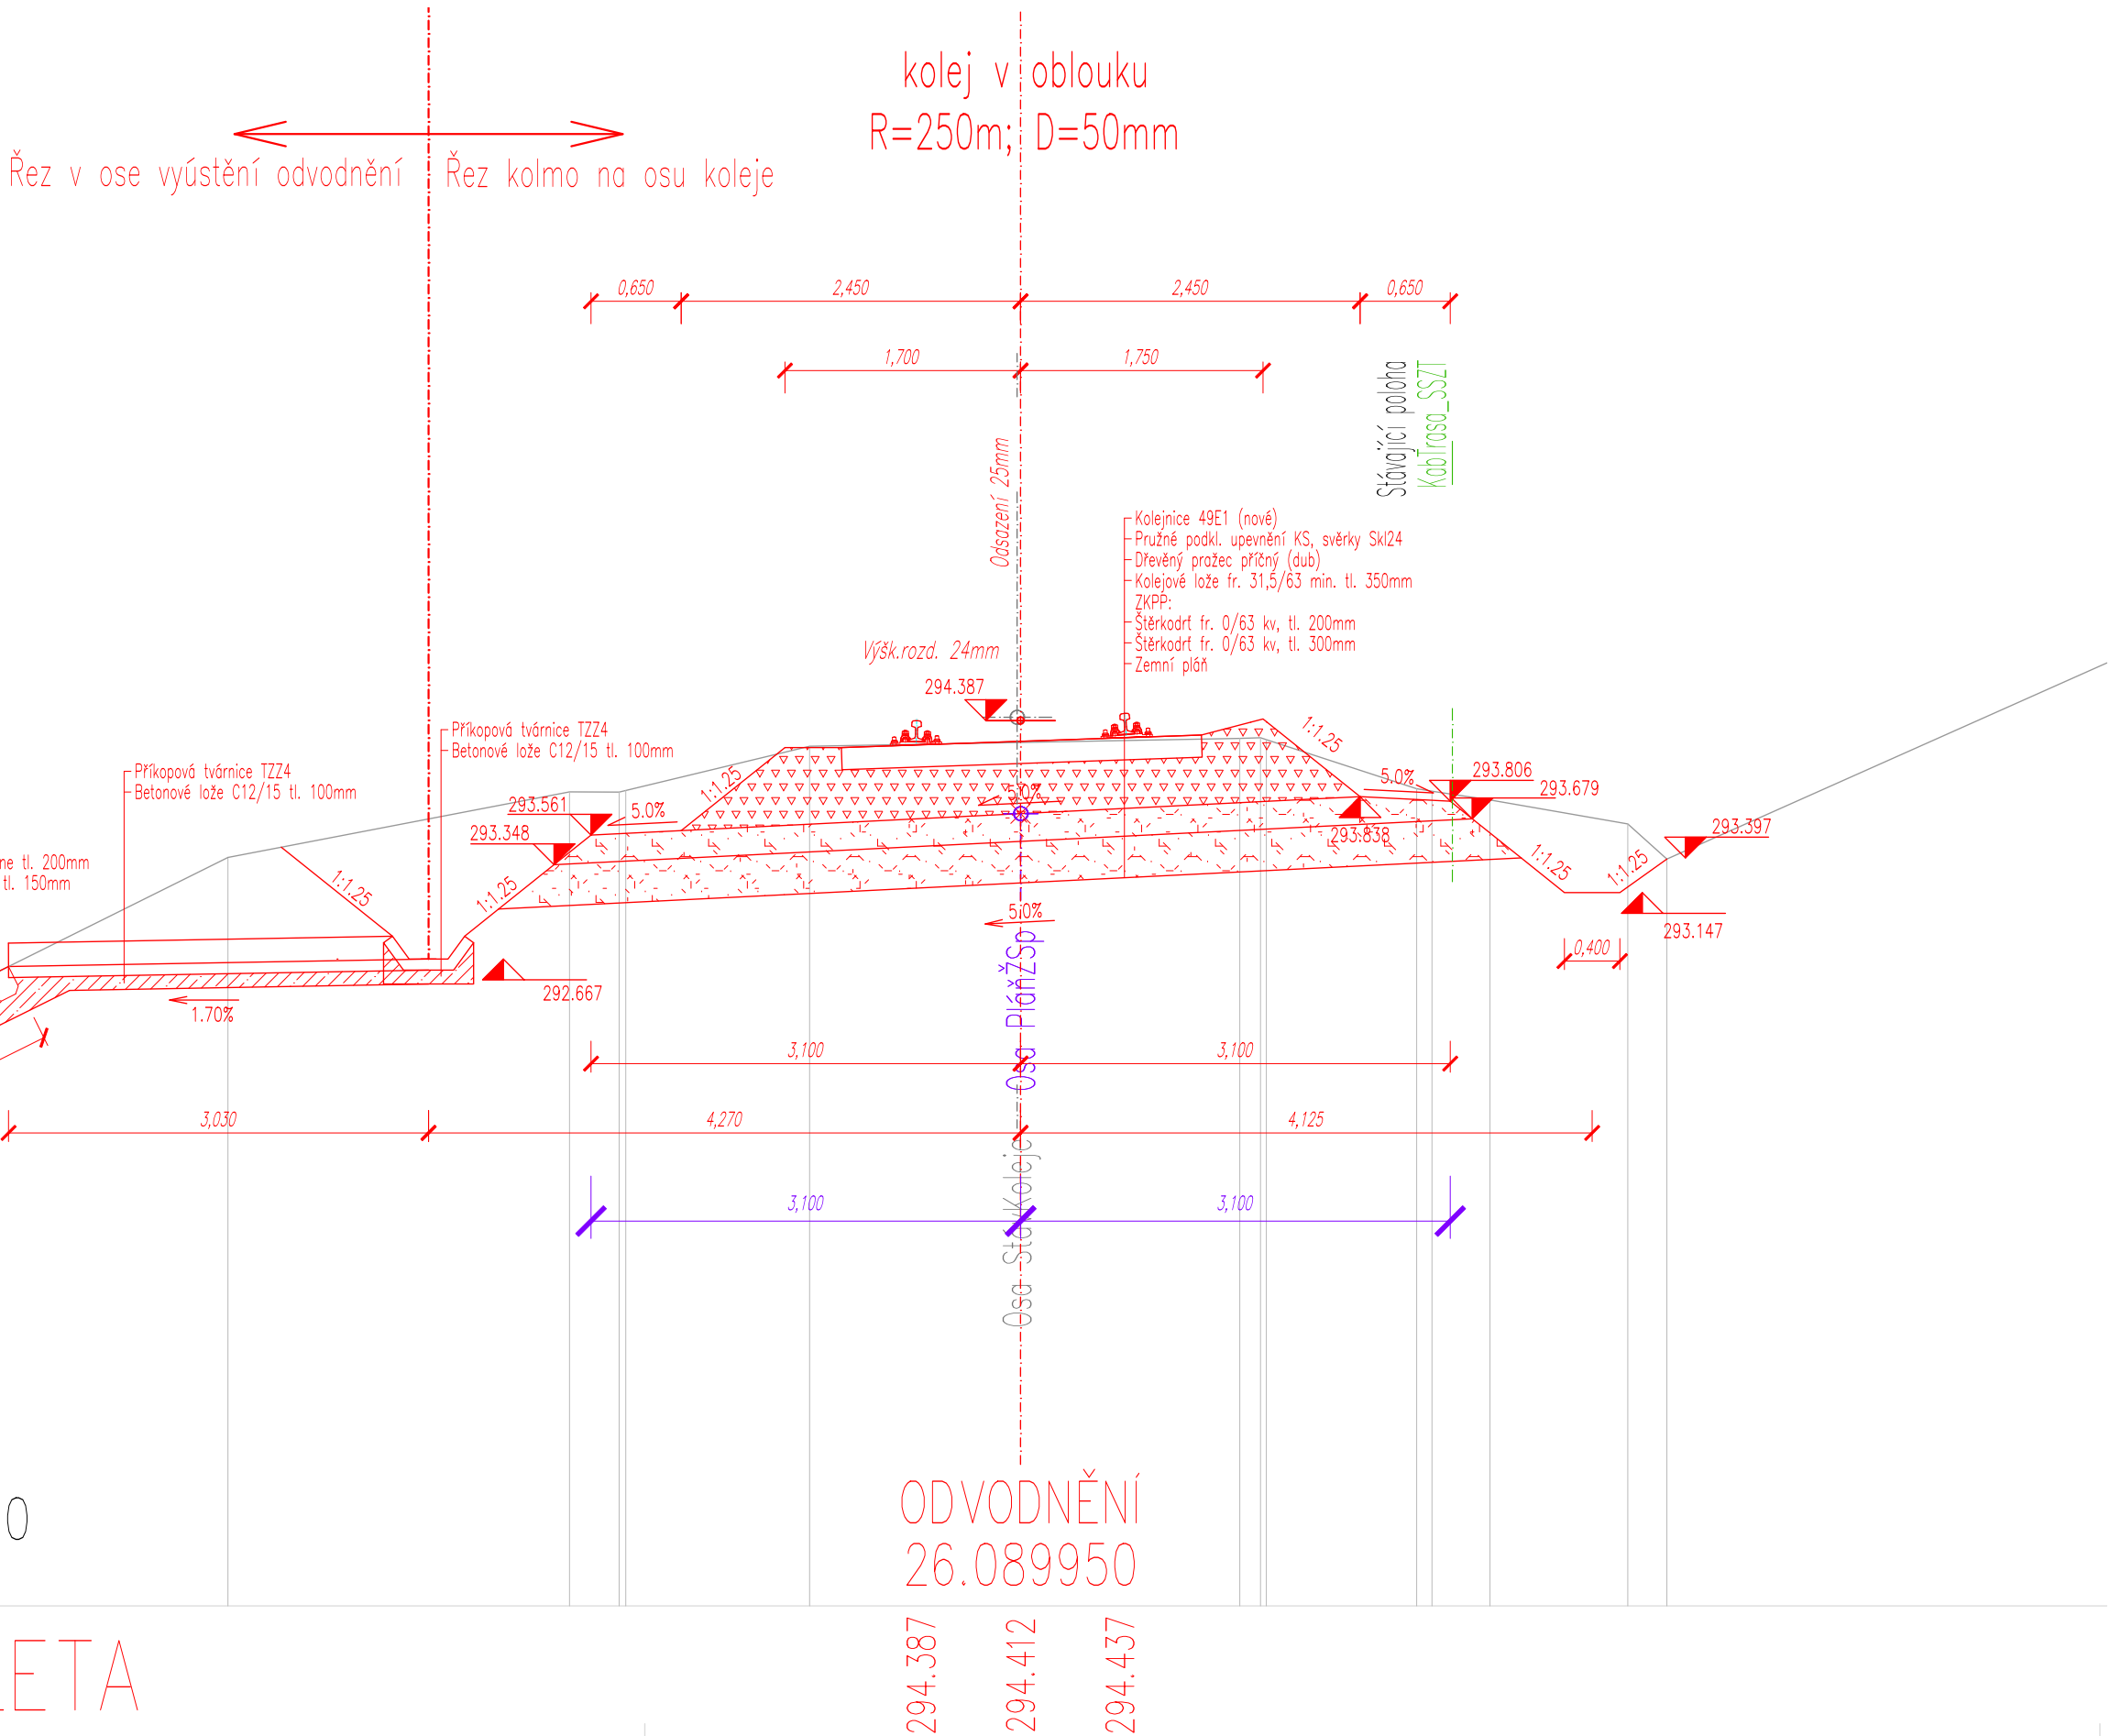 kolej v oblouku
R=250m; D=50mm
Řez v ose vyústění odvodnění
Řez kolmo na osu koleje
0,650
2,450
2,450
0,650
1,700
1,750
Stávající poloha
KabTrasa_SSZT
Odsazení 25mm
Kolejnice 49E1 (nové)
Pružné podkl. upevnění KS, svěrky Skl24
Dřevěný pražec příčný (dub)
Kolejové lože fr. 31,5/63 min. tl. 350mm
ZKPP:
Štěrkodrť fr. 0/63 kv, tl. 200mm
Štěrkodrť fr. 0/63 kv, tl. 300mm
Zemní pláň
Výšk.rozd. 24mm
294.387
Příkopová tvárnice TZZ4
Betonové lože C12/15 tl. 100mm
Příkopová tvárnice TZZ4
Betonové lože C12/15 tl. 100mm
1:1.25
1:1.25
5.0%
293.806
293.679
293.561
5.0%
5.0%
293.348
293.838
293.397
ne tl. 200mm
tl. 150mm
1:1.25
1:1.25
1:1.25
1:1.25
5.0%
293.147
0,400
292.667
1.70%
Osa PláňŽSp
3,100
3,100
3,030
4,270
4,125
Osa StávKoleje
3,100
3,100
0
ODVODNĚNÍ
26.089950
LETA
294.387
294.412
294.437